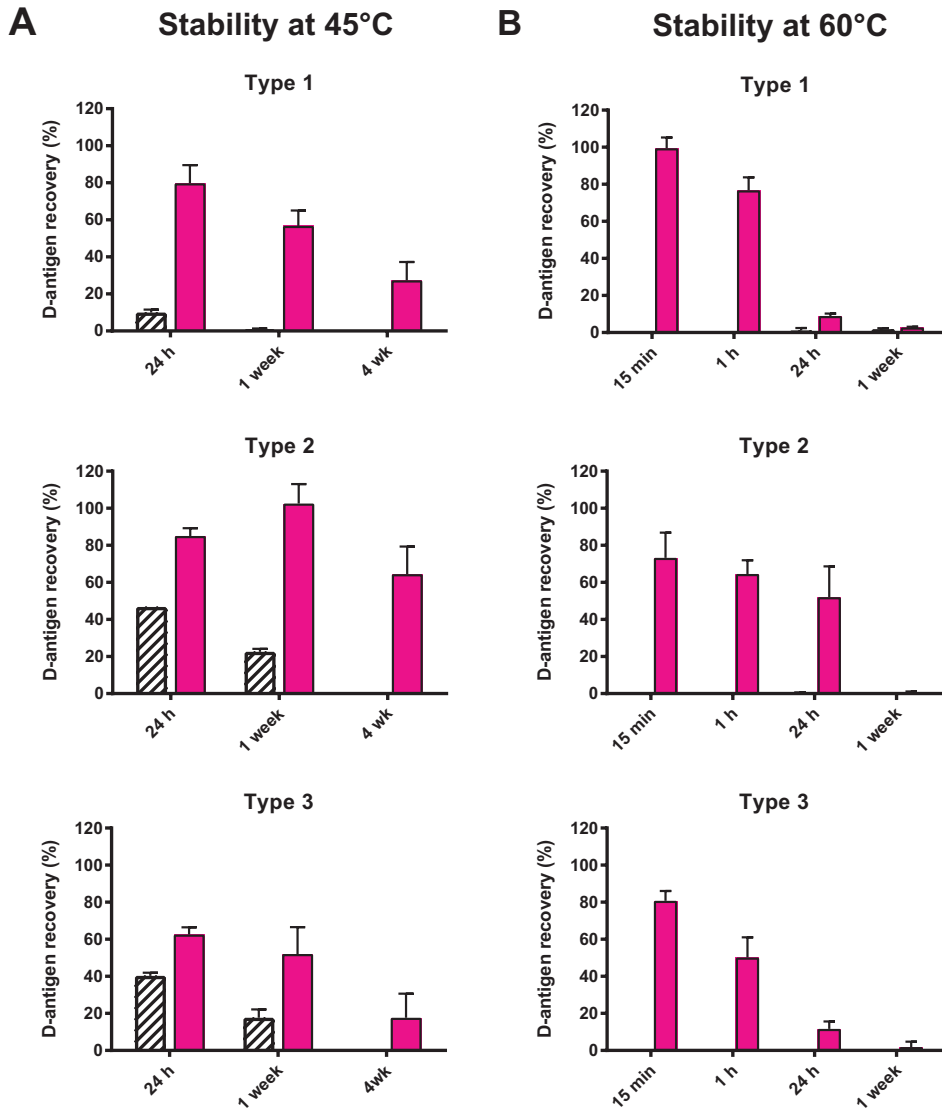 A Stability at 45°C
Type 1
D-antigen recovery (%)
120
100
80
60
40
20
0
24 h
1 week
4 wk
Type 2
D-antigen recovery (%)
120
100
80
60
40
20
0
24 h
1 week
4 wk
Type 3
D-antigen recovery (%)
120
100
80
60
40
20
0
24 h
1 week
4wk
B Stability at 60°C
Type 1
D-antigen recovery (%)
120
100
80
60
40
20
0
15 min
1 h
24 h
1 week
Type 2
D-antigen recovery (%)
120
100
80
60
40
20
0
15 min
1 h
24 h
1 week
Type 3
D-antigen recovery (%)
120
100
80
60
40
20
0
15 min
1 h
24 h
1 week